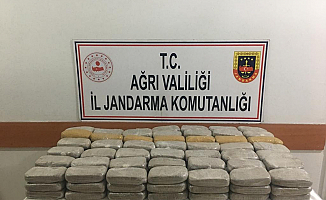 T.C.
AĞRI VALİLİĞİ
İL JANDARMA KOMUTANLIĞI